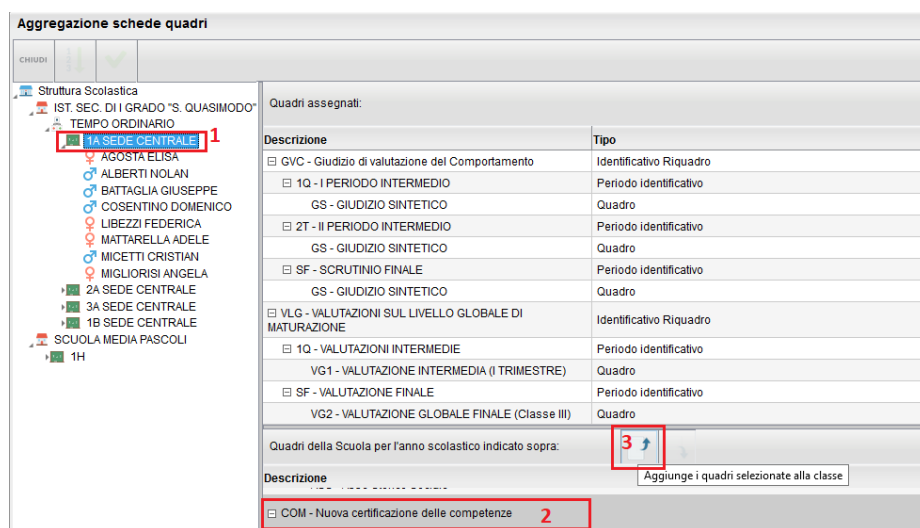 Aggregazione schede quadri
CHIUDI
Struttura Scolastica
IST. SEC. DI I GRADO "S. QUASIMODO"
TEMPO ORDINARIO
1A SEDE CENTRALE 1
AGOSTA ELISA
ALBERTI NOLAN
BATTAGLIA GIUSEPPE
COSENTINO DOMENICO
LIBEZZI FEDERICA
MATTARELLA ADELE
MICETTI CRISTIAN
MIGLIORISI ANGELA
2A SEDE CENTRALE
3A SEDE CENTRALE
1B SEDE CENTRALE
SCUOLA MEDIA PASCOLI
1H
Quadri assegnati:
Descrizione Tipo
GVC - Giudizio di valutazione del Comportamento Identificativo Riquadro
1Q - I PERIODO INTERMEDIO Periodo identificativo
GS - GIUDIZIO SINTETICO Quadro
2T - II PERIODO INTERMEDIO Periodo identificativo
GS - GIUDIZIO SINTETICO Quadro
SF - SCRUTINIO FINALE Periodo identificativo
GS - GIUDIZIO SINTETICO Quadro
VLG - VALUTAZIONI SUL LIVELLO GLOBALE DI
MATURAZIONE Identificativo Riquadro
1Q - VALUTAZIONI INTERMEDIE Periodo identificativo
VG1 - VALUTAZIONE INTERMEDIA (I TRIMESTRE) Quadro
SF - VALUTAZIONE FINALE Periodo identificativo
VG2 - VALUTAZIONE GLOBALE FINALE (Classe III) Quadro
Quadri della Scuola per l'anno scolastico indicato sopra: 3
Aggiunge i quadri selezionate alla classe
Descrizione
COM - Nuova certificazione delle competenze 2